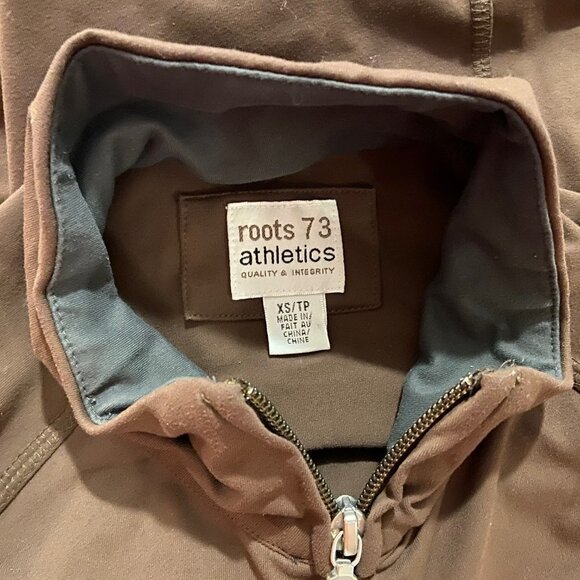 roots 73
athletics
QUALITY & INTEGRITY
XS/TP
MADE IN/
FAIT AU
CHINA/
CHINE